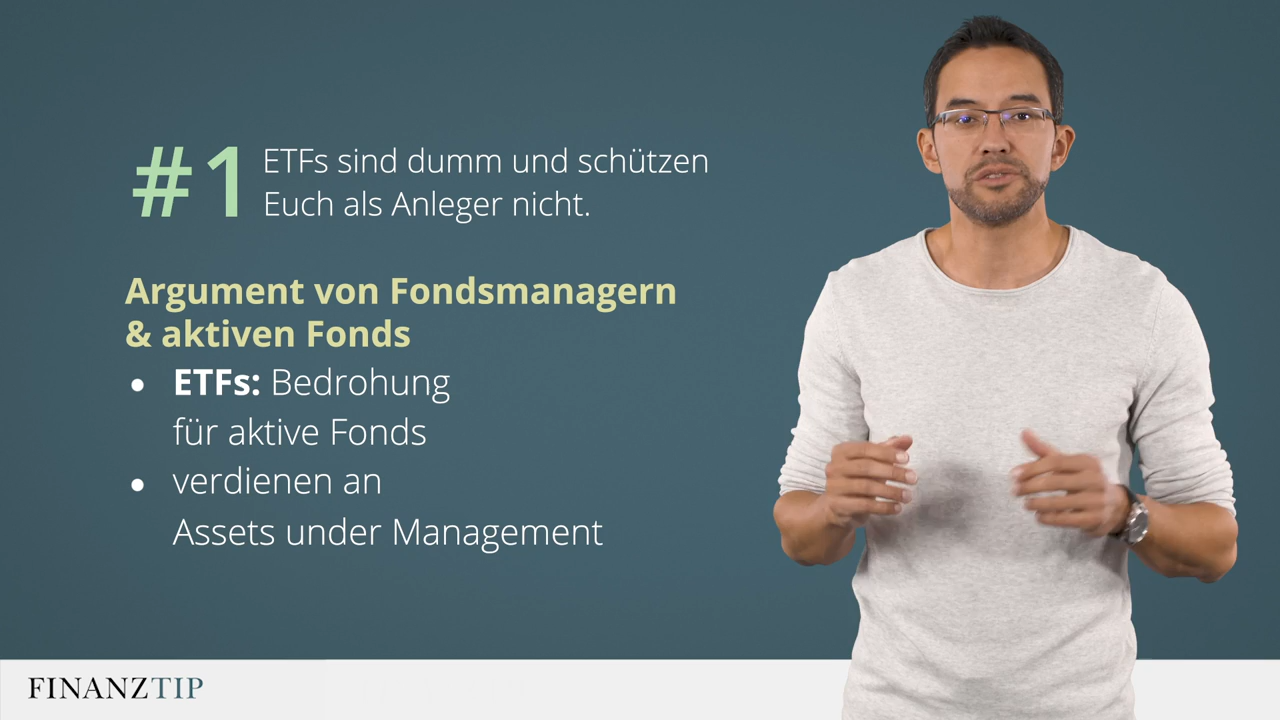 #1 ETFs sind dumm und schützen
Euch als Anleger nicht.
Argument von Fondsmanagern
& aktiven Fonds
• ETFs: Bedrohung
für aktive Fonds
• verdienen an
Assets under Management
FINANZTIP